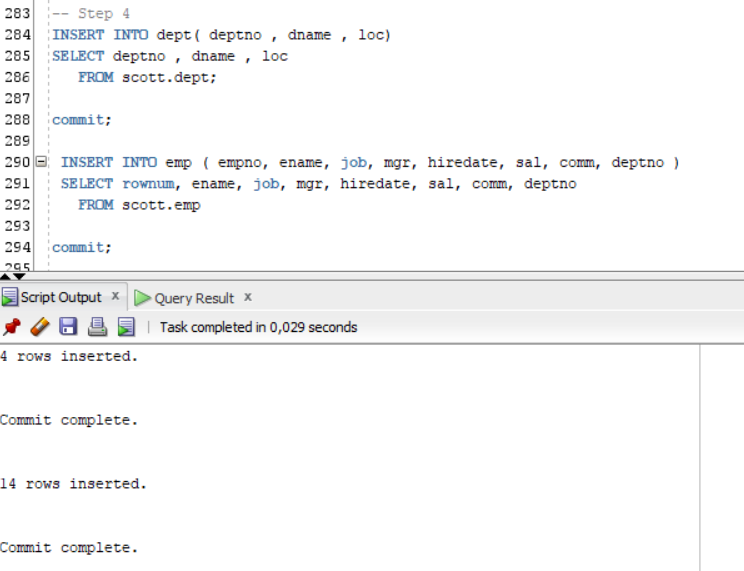 283 -- Step 4
284 INSERT INTO dept( deptno , dname , loc)
285 SELECT deptno , dname , loc
286 FROM scott.dept;
287
288 commit;
289
290 INSERT INTO emp ( empno, ename, job, mgr, hiredate, sal, comm, deptno )
291 SELECT rownum, ename, job, mgr, hiredate, sal, comm, deptno
292 FROM scott.emp
293
294 commit;
295
Script Output x Query Result x
Task completed in 0,029 seconds
4 rows inserted.
Commit complete.
14 rows inserted.
Commit complete.